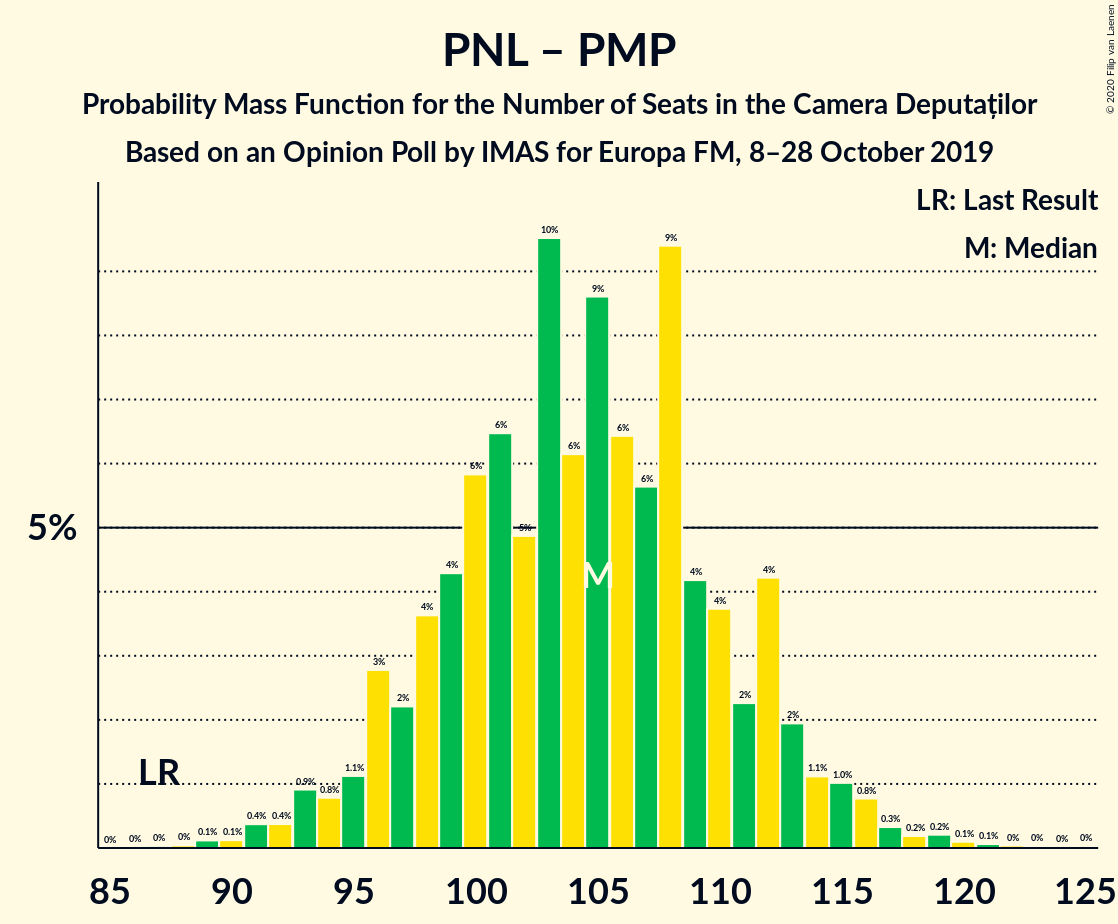 PNL – PMP
Probability Mass Function for the Number of Seats in the Camera Deputaților
Based on an Opinion Poll by IMAS for Europa FM, 8–28 October 2019
© 2020 Filip van Laenen
LR: Last Result
M: Median
5%
LR
M
0% 0% 0% 0% 0.1% 0.1% 0.4% 0.4% 0.9% 0.8% 1.1% 3% 2% 4% 4% 6% 6% 5% 10% 6% 9% 6% 6% 9% 4% 4% 2% 4% 2% 1.1% 1.0% 0.8% 0.3% 0.2% 0.2% 0.1% 0.1% 0% 0% 0% 0%
85 90 95 100 105 110 115 120 125